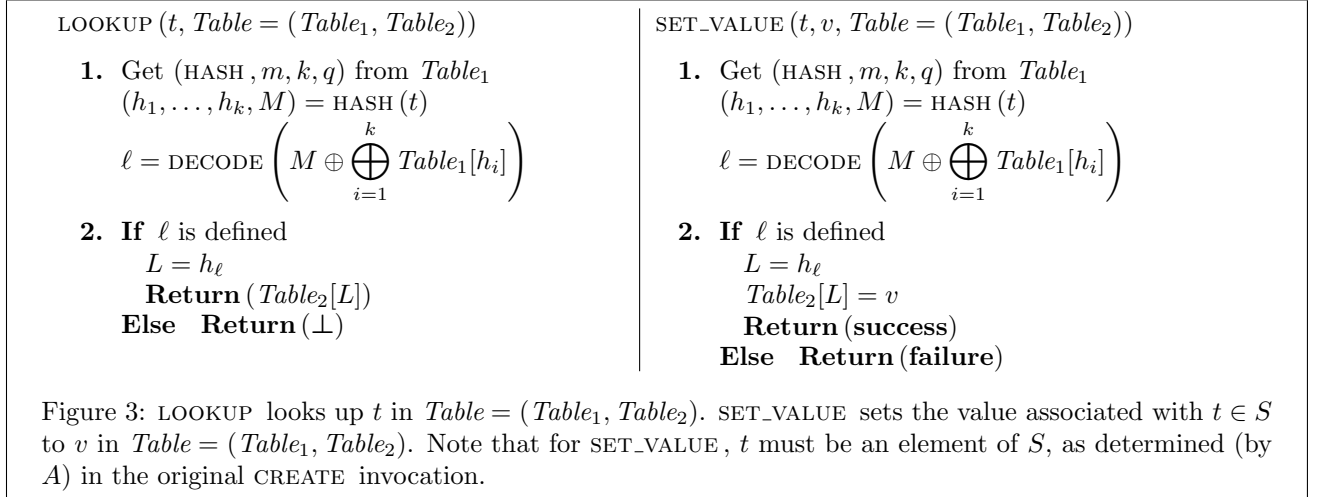 LOOKUP (t, Table = (Table₁, Table₂))
1. Get (HASH, m, k, q) from Table₁
(h₁, . . . , hₖ, M) = HASH (t)
ℓ = DECODE ( M ⊕ ⨁ᵢ₌₁ᵏ Table₁[hᵢ] )
2. If ℓ is defined
L = h_ℓ
Return (Table₂[L])
Else Return (⊥)
SET_VALUE (t, v, Table = (Table₁, Table₂))
1. Get (HASH, m, k, q) from Table₁
(h₁, . . . , hₖ, M) = HASH (t)
ℓ = DECODE ( M ⊕ ⨁ᵢ₌₁ᵏ Table₁[hᵢ] )
2. If ℓ is defined
L = h_ℓ
Table₂[L] = v
Return (success)
Else Return (failure)
Figure 3: LOOKUP looks up t in Table = (Table₁, Table₂). SET_VALUE sets the value associated with t ∈ S
to v in Table = (Table₁, Table₂). Note that for SET_VALUE, t must be an element of S, as determined (by
A) in the original CREATE invocation.